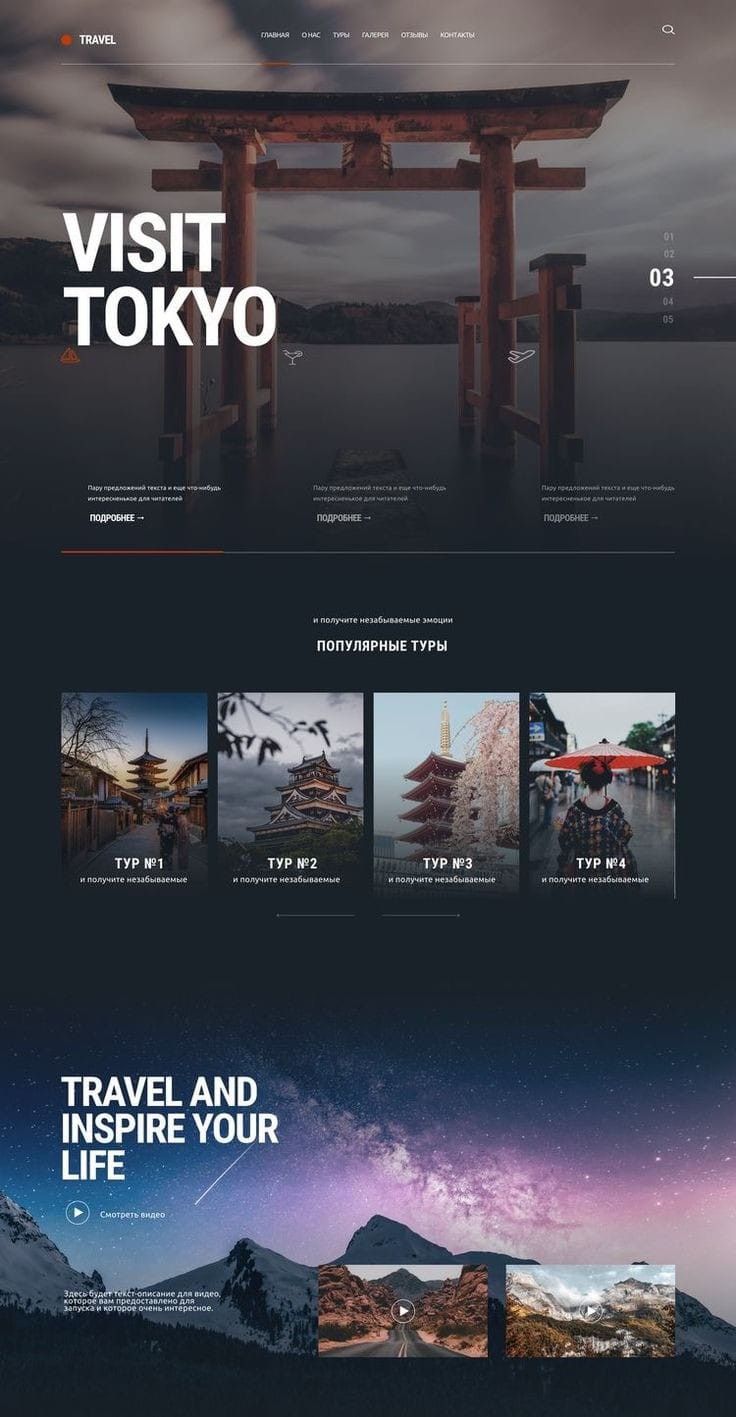 TRAVEL
ГЛАВНАЯ О НАС ТУРЫ ГАЛЕРЕЯ ОТЗЫВЫ КОНТАКТЫ
VISIT
TOKYO
01
02
03
04
05
Пару предложений текста и еще что-нибудь
интересненькое для читателей
ПОДРОБНЕЕ →
Пару предложений текста и еще что-нибудь
интересненькое для читателей
ПОДРОБНЕЕ →
Пару предложений текста и еще что-нибудь
интересненькое для читателей
ПОДРОБНЕЕ →
и получите незабываемые эмоции
ПОПУЛЯРНЫЕ ТУРЫ
ТУР №1
и получите незабываемые
ТУР №2
и получите незабываемые
ТУР №3
и получите незабываемые
ТУР №4
и получите незабываемые
TRAVEL AND
INSPIRE YOUR
LIFE
Смотреть видео
Здесь будет текст-описание для видео,
которое вам предоставлено для
запуска и которое очень интересное.